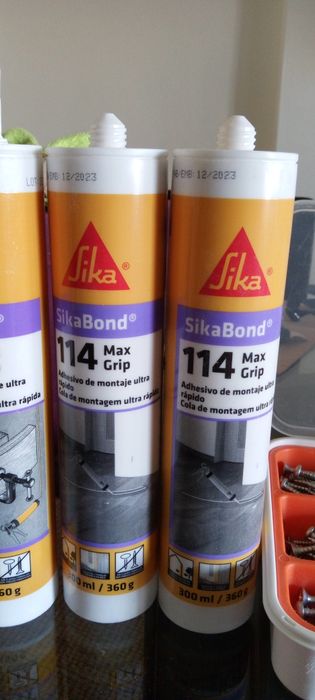 LOT
12/2023
EMB: 12/2023
Sika®
Sika®
SikaBond®
SikaBond®
®
114 Max Grip
114 Max Grip
Adhesivo de montaje ultra
rápido
Cola de montagem ultra rápida
Adhesivo de montaje ultra
rápido
Cola de montagem ultra
ultra
ultra rápida
300 ml / 360 g
300 ml / 360 g
60 g